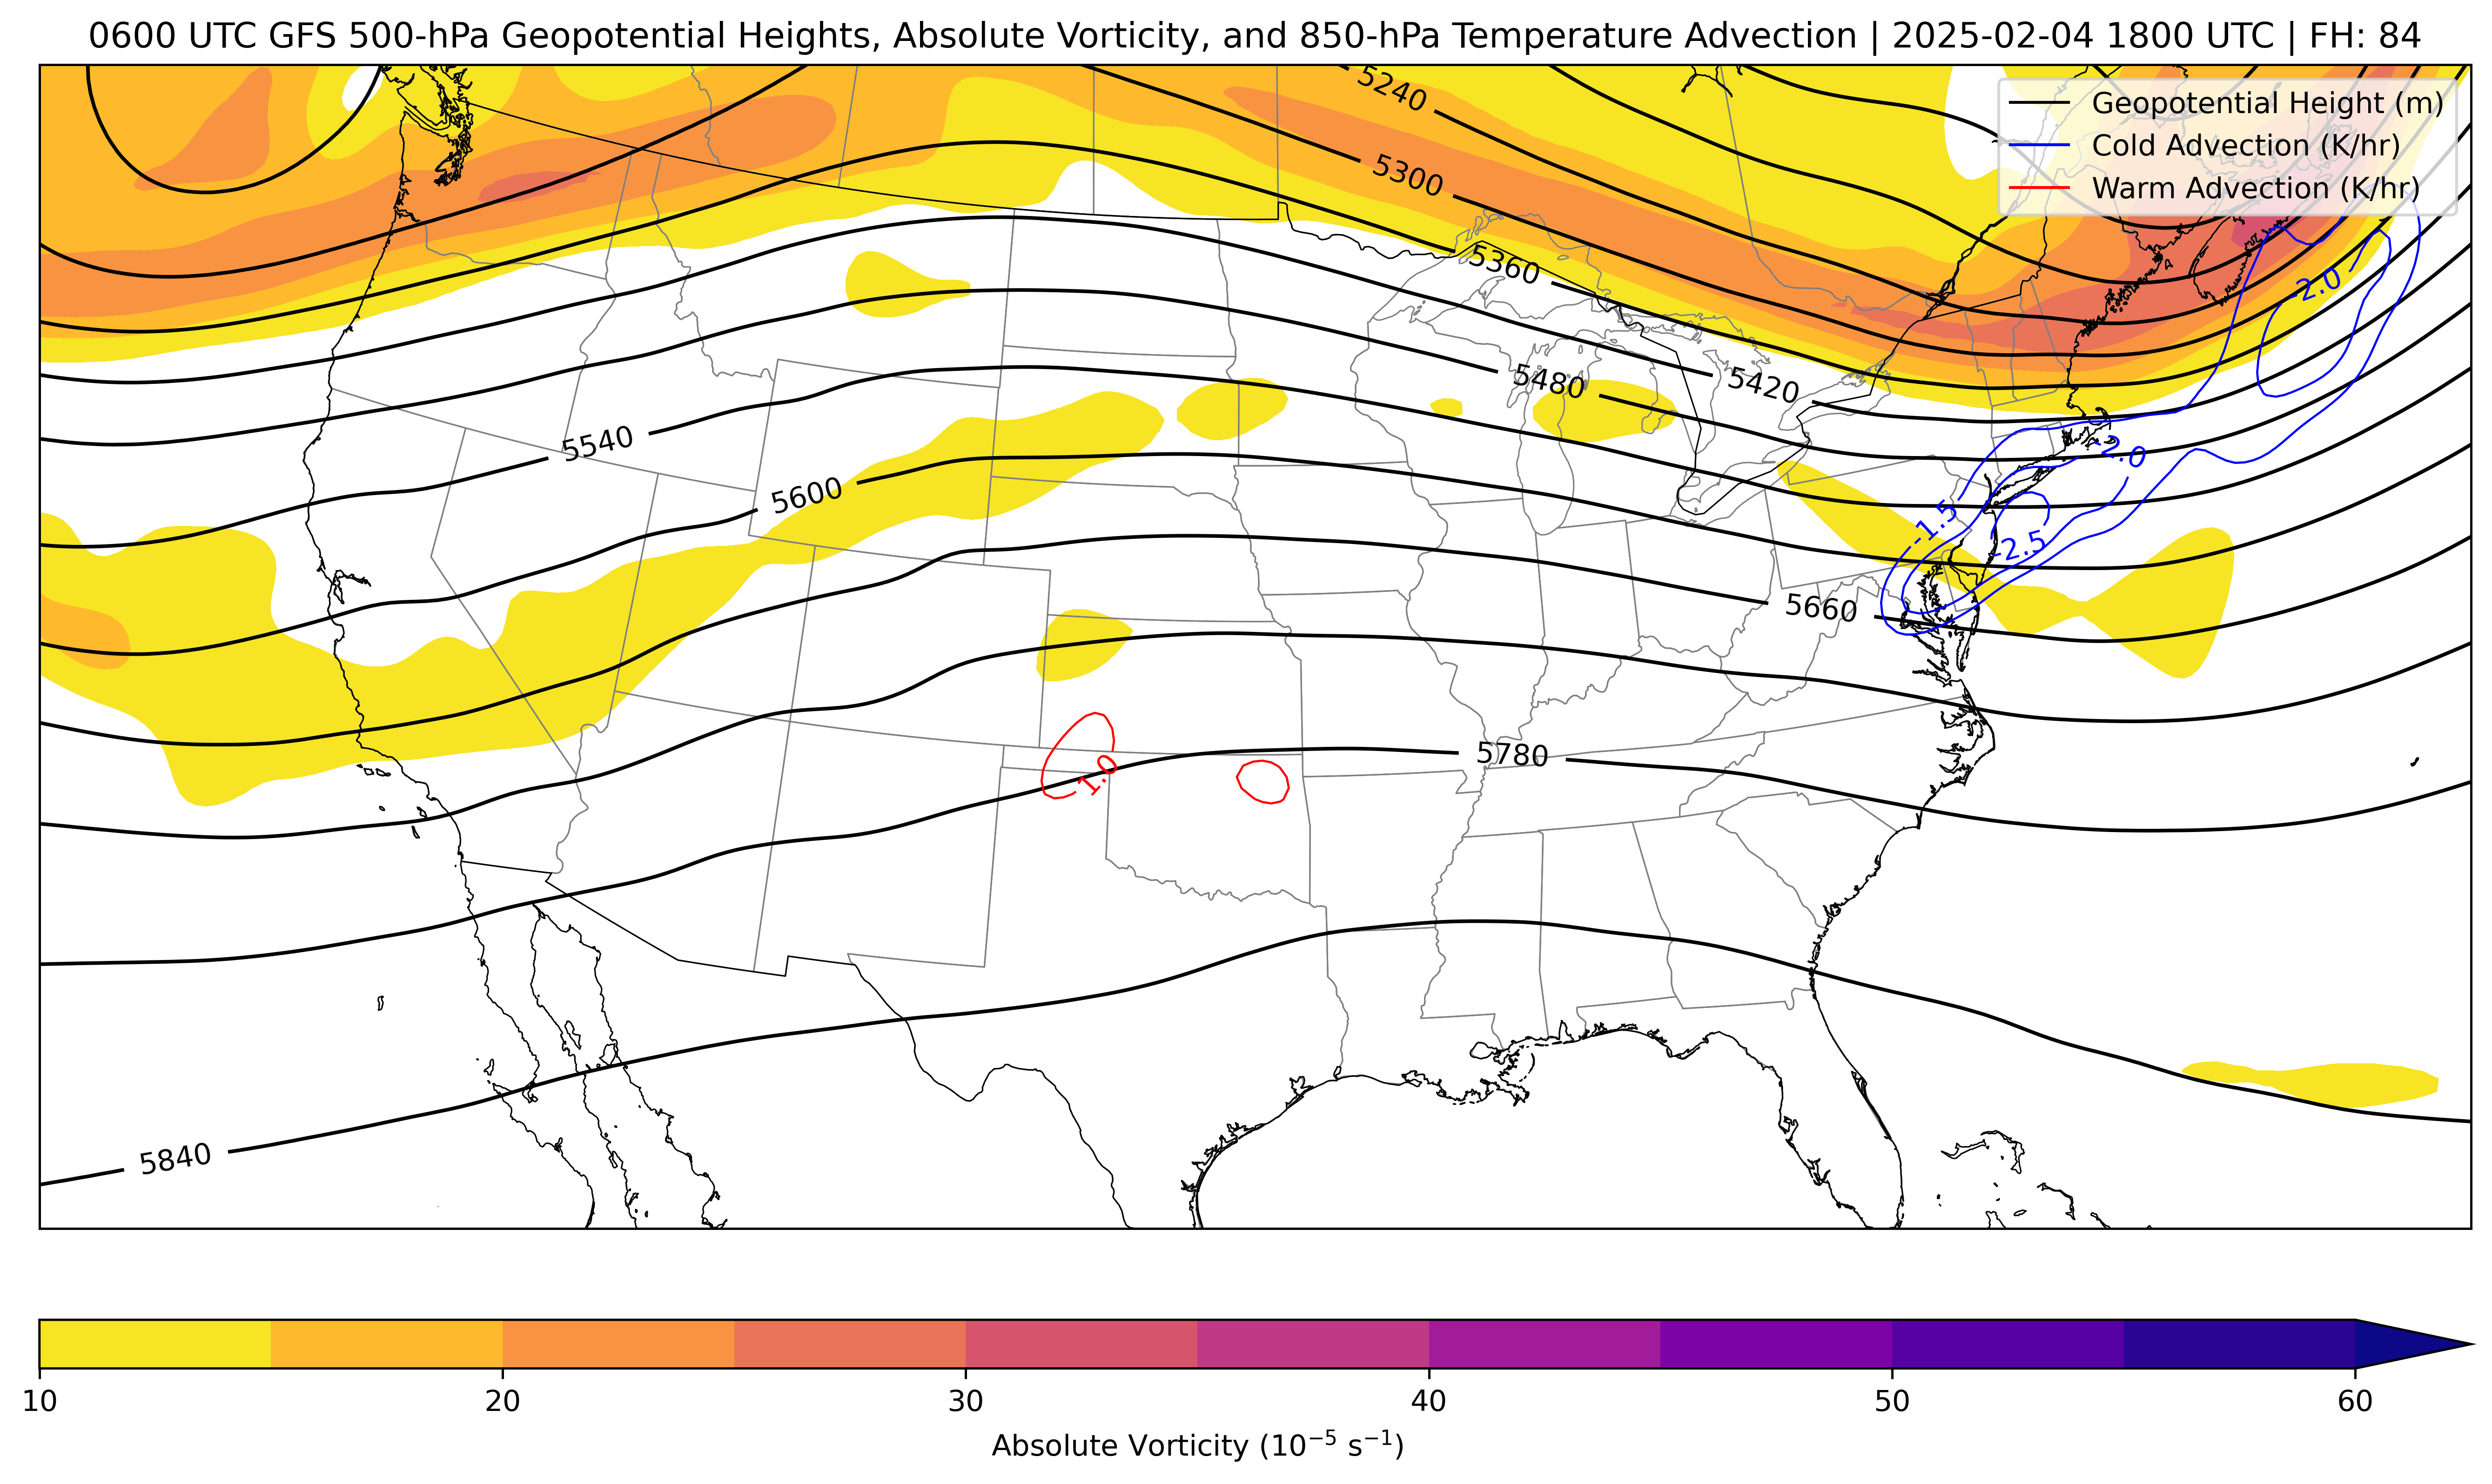 0600 UTC GFS 500-hPa Geopotential Heights, Absolute Vorticity, and 850-hPa Temperature Advection | 2025-02-04 1800 UTC | FH: 84
Geopotential Height (m)
Cold Advection (K/hr)
Warm Advection (K/hr)
5240
5300
5360
5420
5480
5540
5600
5660
5780
5840
-2.0
-2.0
-1.5
-2.5
1.0
10 20 30 40 50 60
Absolute Vorticity (10⁻⁵ s⁻¹)